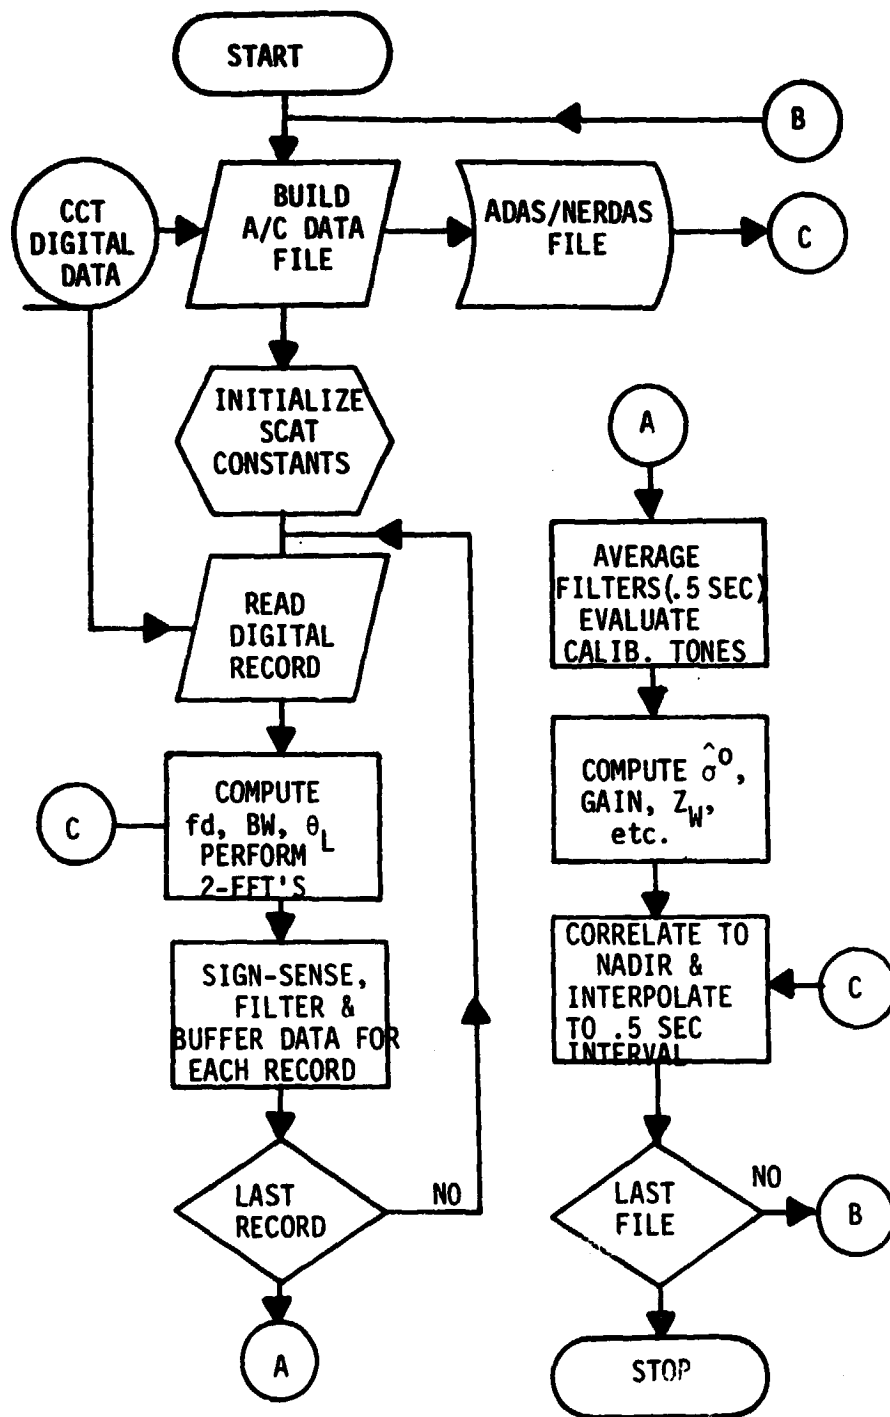 START
B
CCT
DIGITAL
DATA
BUILD
A/C DATA
FILE
ADAS/NERDAS
FILE
C
INITIALIZE
SCAT
CONSTANTS
READ
DIGITAL
RECORD
C
COMPUTE
fd, BW, θL
PERFORM
2-FFT'S
SIGN-SENSE,
FILTER &
BUFFER DATA FOR
EACH RECORD
LAST
RECORD
NO
A
A
AVERAGE
FILTERS(.5 SEC)
EVALUATE
CALIB. TONES
COMPUTE σ̂⁰,
GAIN, ZW,
etc.
CORRELATE TO
NADIR &
INTERPOLATE
TO .5 SEC
INTERVAL
C
LAST
FILE
NO
B
STOP